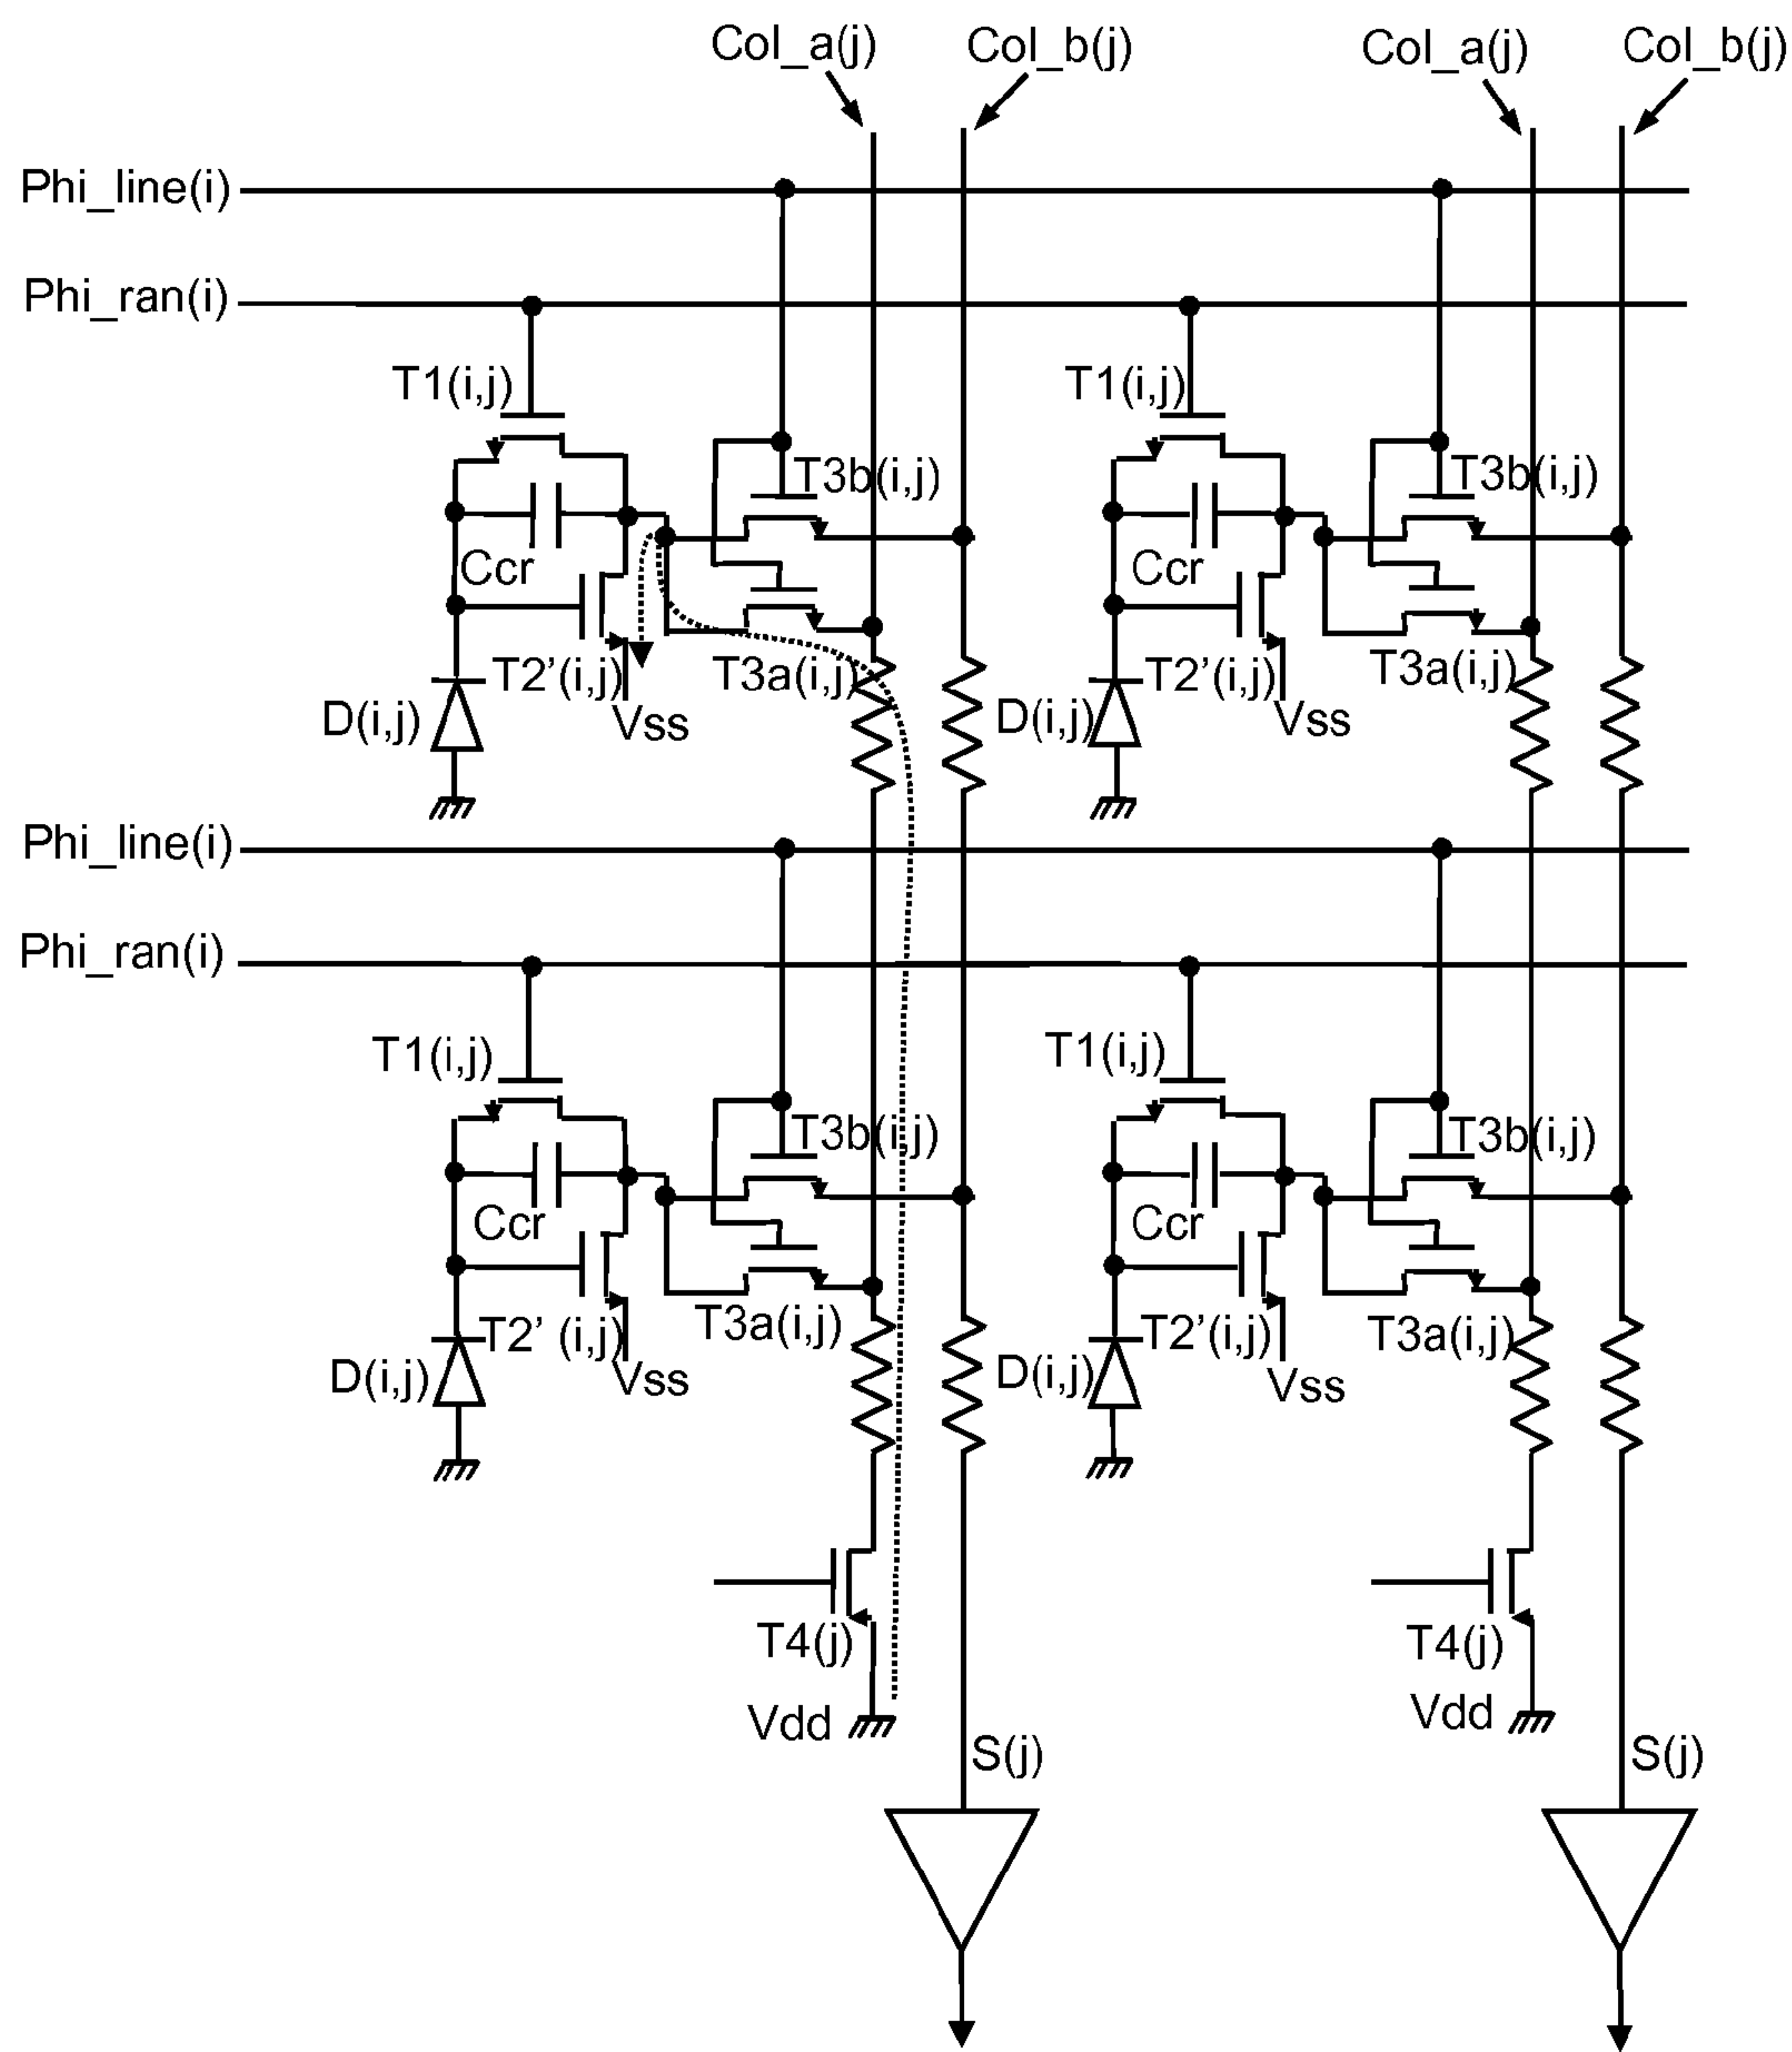 Col_a(j) Col_b(j) Col_a(j) Col_b(j)
Phi_line(i)
Phi_ran(i)
T1(i,j) T1(i,j)
T3b(i,j) T3b(i,j)
Ccr Ccr
T2’(i,j) T3a(i,j) T2’(i,j) T3a(i,j)
D(i,j) Vss D(i,j) Vss
Phi_line(i)
Phi_ran(i)
T1(i,j) T1(i,j)
T3b(i,j) T3b(i,j)
Ccr Ccr
T2’ (i,j) T3a(i,j) T2’(i,j) T3a(i,j)
D(i,j) Vss D(i,j) Vss
T4(j) T4(j)
Vdd Vdd
S(j) S(j)